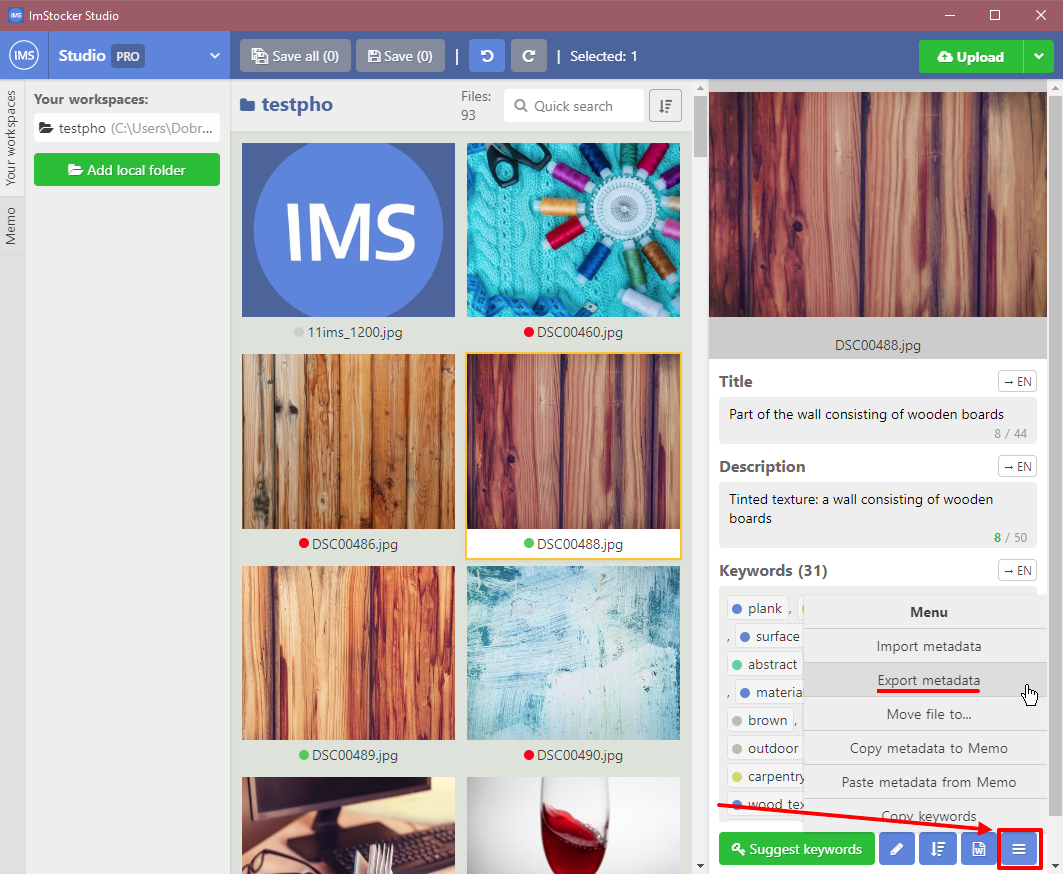 IMS ImStocker Studio
IMS Studio PRO
Save all (0) Save (0) | | Selected: 1 Upload
Your workspaces
Memo
Your workspaces:
testpho (C:\Users\Dobr...
Add local folder
testpho
Files:
93
Quick search
IMS
11ims_1200.jpg
DSC00460.jpg
DSC00486.jpg
DSC00488.jpg
DSC00489.jpg
DSC00490.jpg
DSC00488.jpg
Title → EN
Part of the wall consisting of wooden boards
8 / 44
Description → EN
Tinted texture: a wall consisting of wooden
boards
8 / 50
Keywords (31) → EN
plank ,
, surface
abstract
, materia
brown ,
outdoor
carpentry
wood tex
Menu
Import metadata
Export metadata
Move file to...
Copy metadata to Memo
Paste metadata from Memo
Copy keywords
Suggest keywords